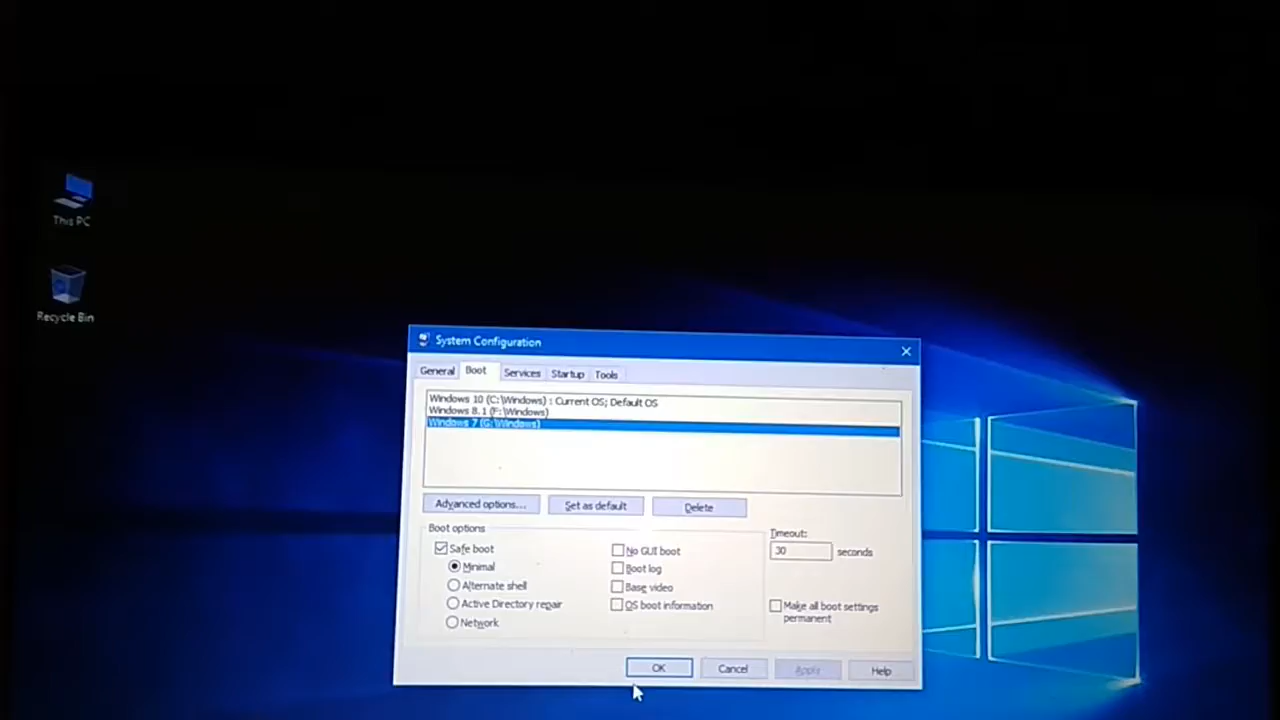 This PC
Recycle Bin
System Configuration
General Boot Services Startup Tools
Windows 10 (C:\Windows) : Current OS; Default OS
Windows 8.1 (F:\Windows)
Windows 7 (G:\Windows)
Advanced options... Set as default Delete
Boot options
Safe boot
Minimal
Alternate shell
Active Directory repair
Network
No GUI boot
Boot log
Base video
OS boot information
Timeout:
30 seconds
Make all boot settings
permanent
OK Cancel Apply Help